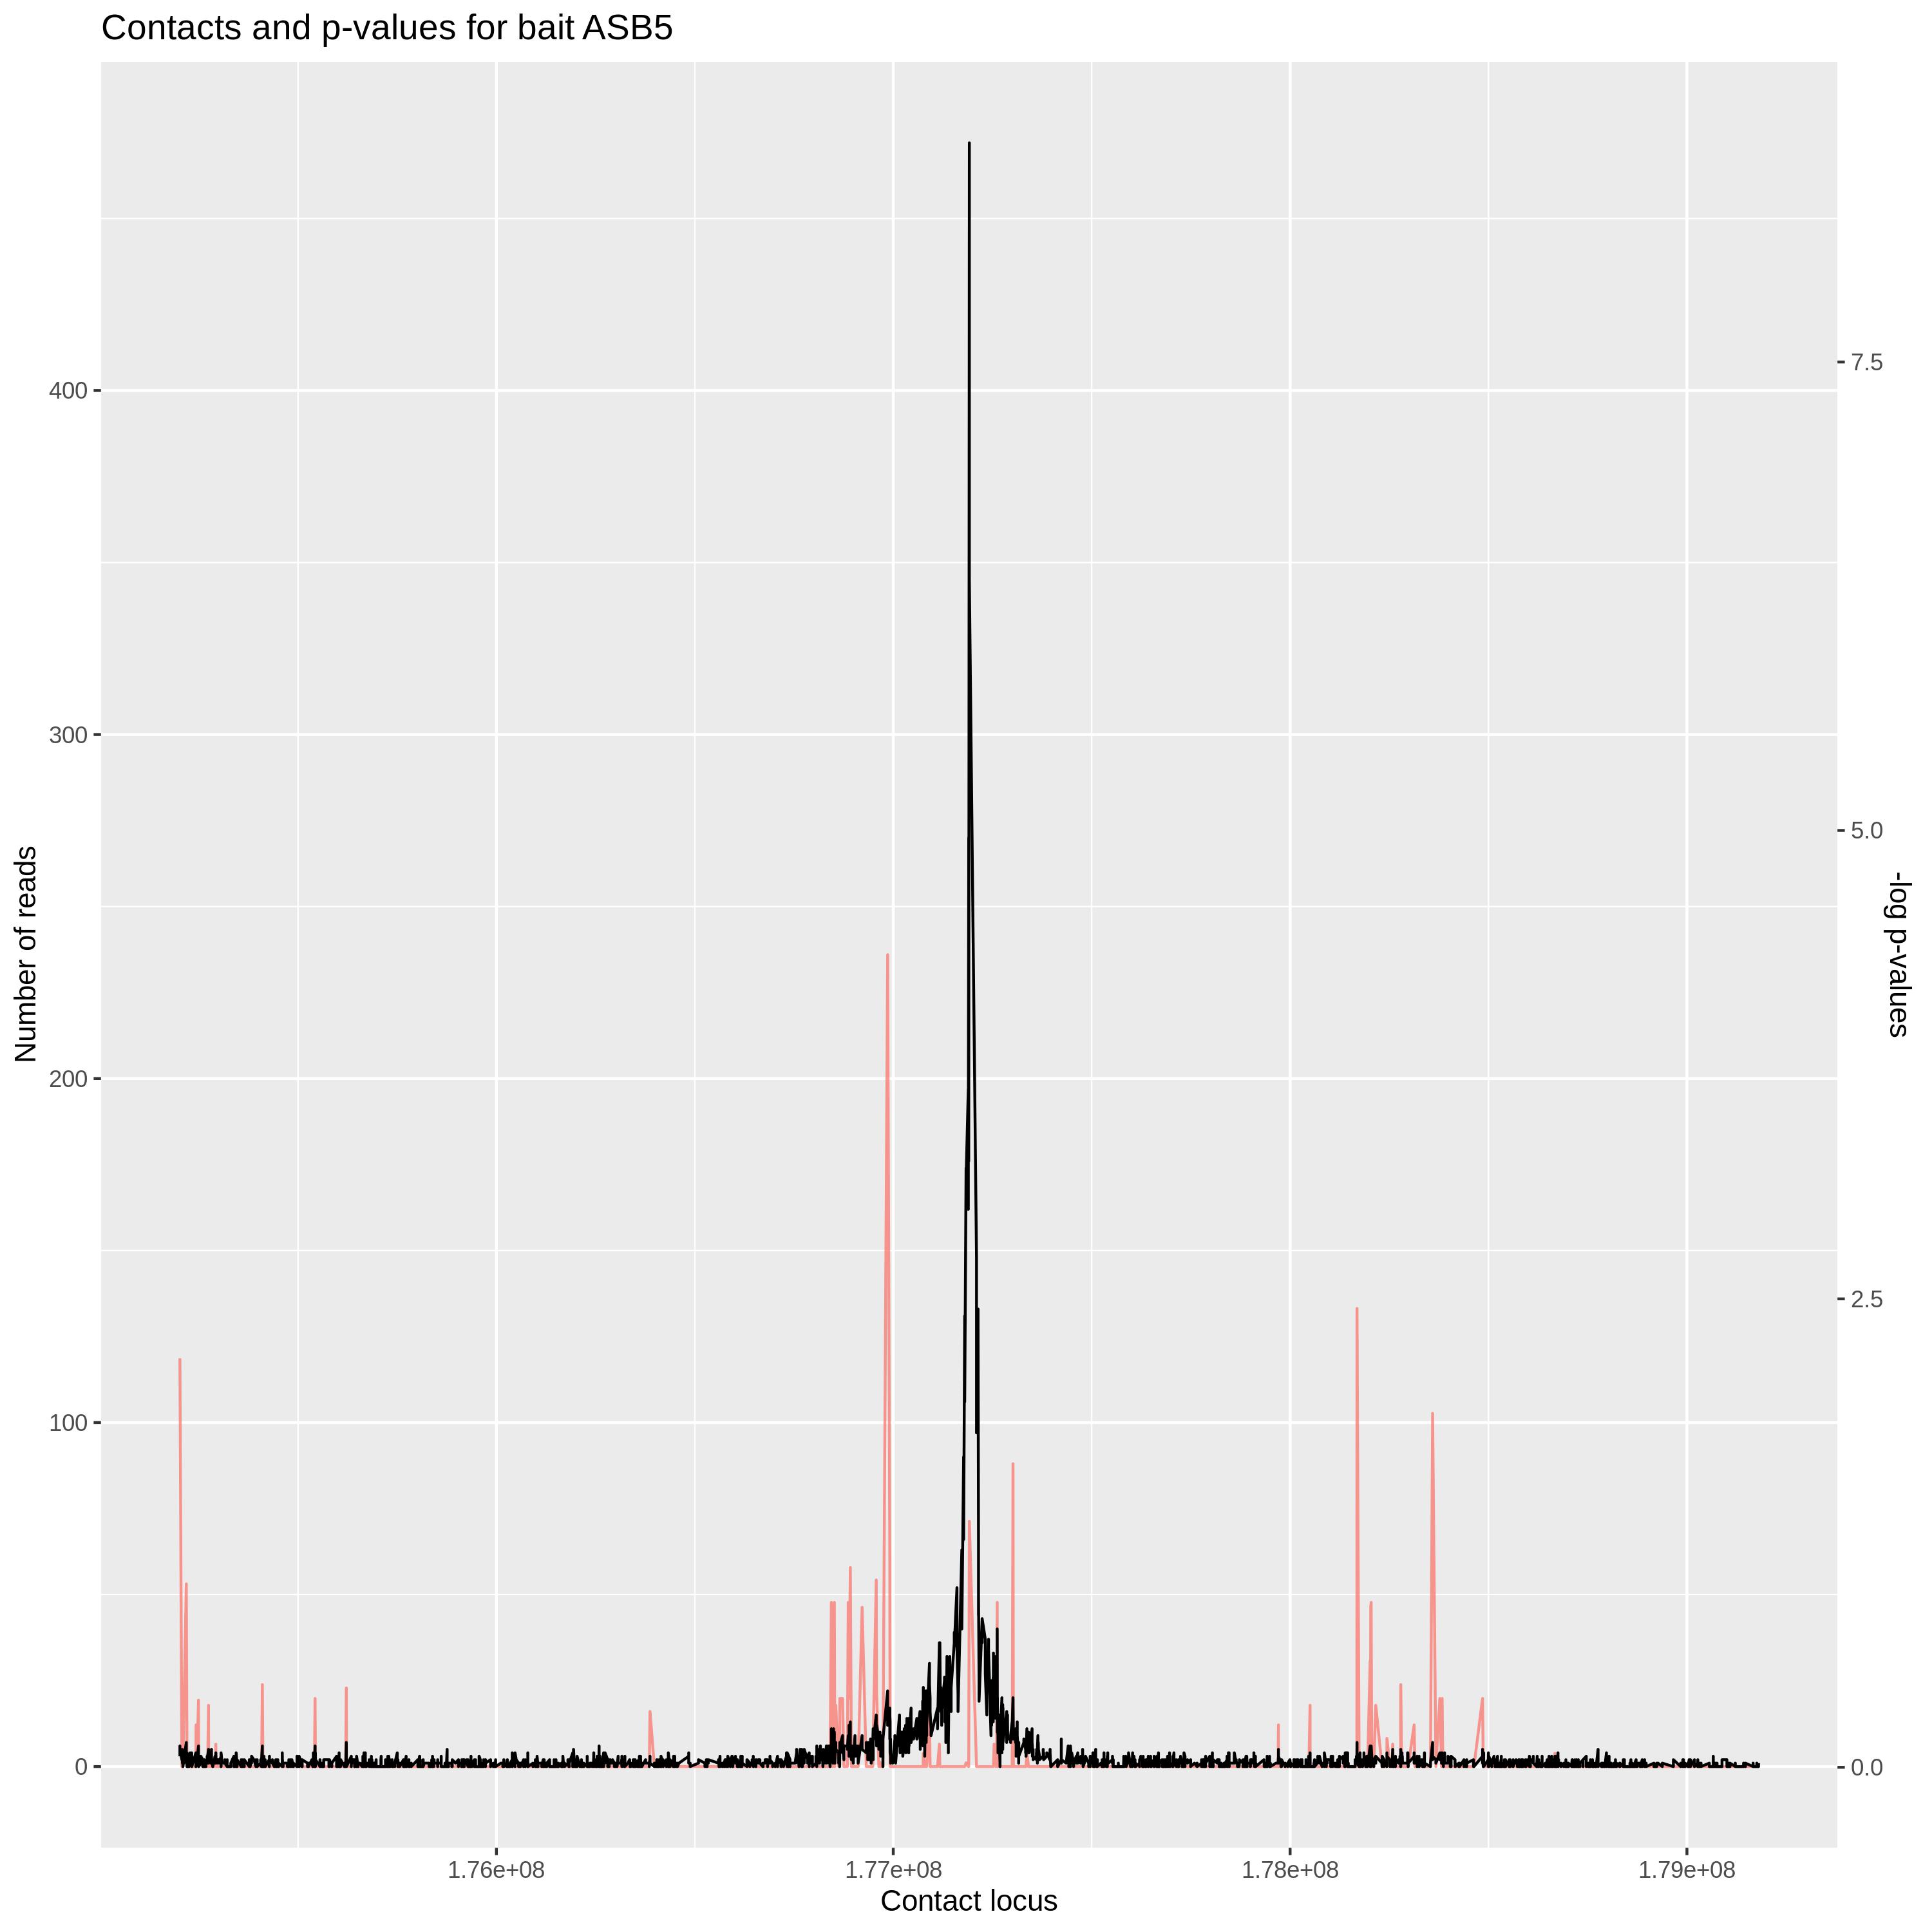 Contacts and p-values for bait ASB5
Number of reads
400
300
200
100
0
7.5
5.0
2.5
0.0
-log p-values
1.76e+08
1.77e+08
1.78e+08
1.79e+08
Contact locus